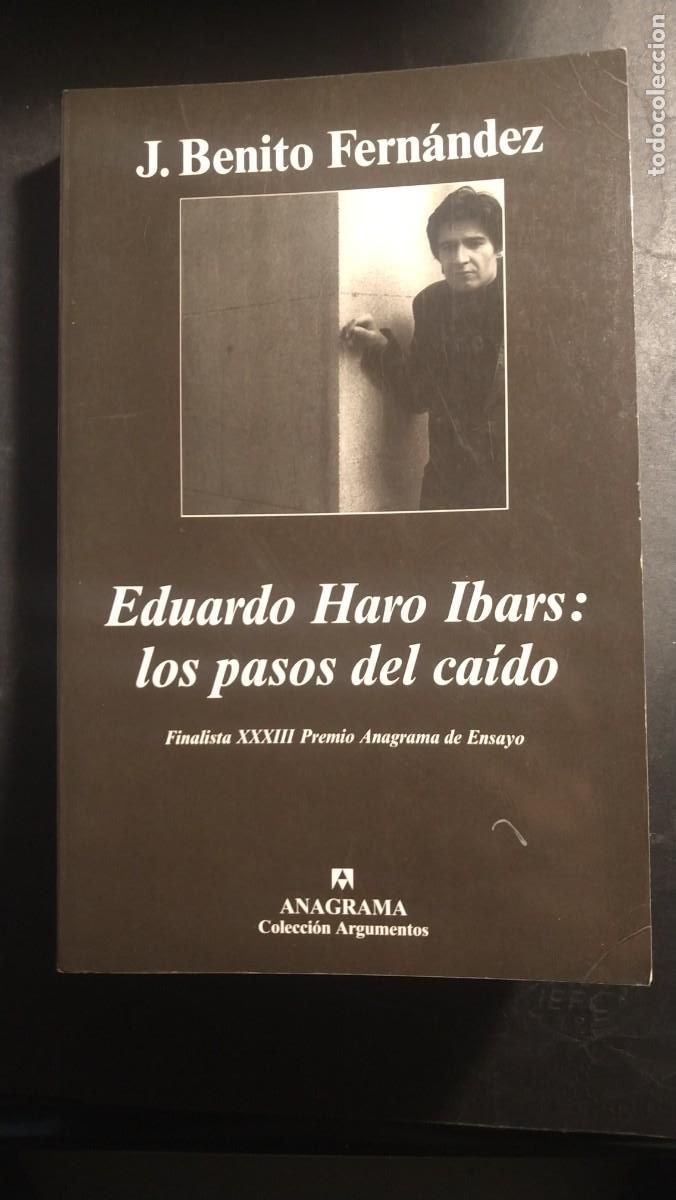 todocoleccion
J. Benito Fernández
Eduardo Haro Ibars:
los pasos del caído
Finalista XXXIII Premio Anagrama de Ensayo
ANAGRAMA
Colección Argumentos